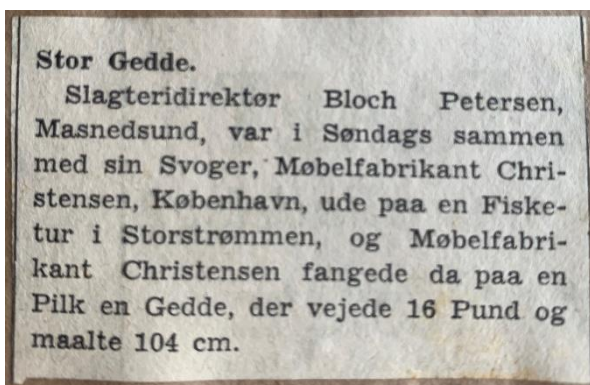 Stor Gedde.
Slagteridirektør Bloch Petersen,
Masnedsund, var i Søndags sammen
med sin Svoger, Møbelfabrikant Chri-
stensen, København, ude paa en Fiske-
tur i Storstrømmen, og Møbelfabri-
kant Christensen fangede da paa en
Pilk en Gedde, der vejede 16 Pund og
maalte 104 cm.